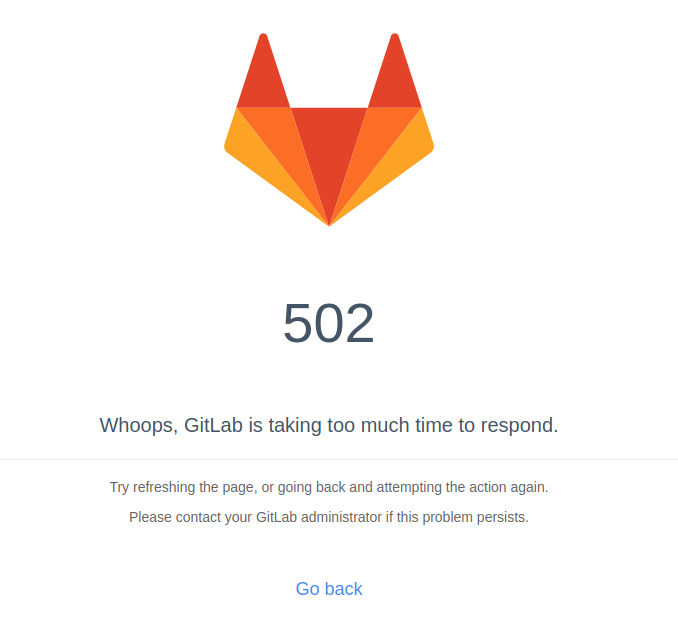 502
Whoops, GitLab is taking too much time to respond.
Try refreshing the page, or going back and attempting the action again.
Please contact your GitLab administrator if this problem persists.
Go back